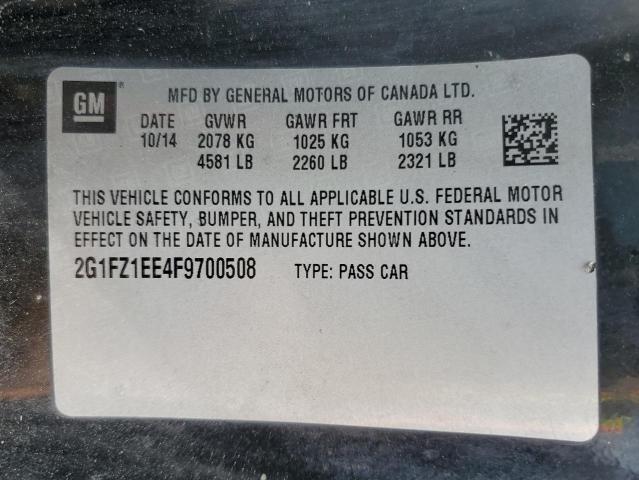 GM®
MFD BY GENERAL MOTORS OF CANADA LTD.
DATE GVWR GAWR FRT GAWR RR
10/14 2078 KG 1025 KG 1053 KG
4581 LB 2260 LB 2321 LB
THIS VEHICLE CONFORMS TO ALL APPLICABLE U.S. FEDERAL MOTOR
VEHICLE SAFETY, BUMPER, AND THEFT PREVENTION STANDARDS IN
EFFECT ON THE DATE OF MANUFACTURE SHOWN ABOVE.
2G1FZ1EE4F9700508 TYPE: PASS CAR